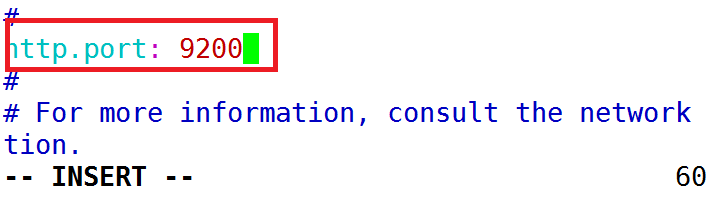 #
http.port: 9200
#
# For more information, consult the network
tion.
-- INSERT --
60